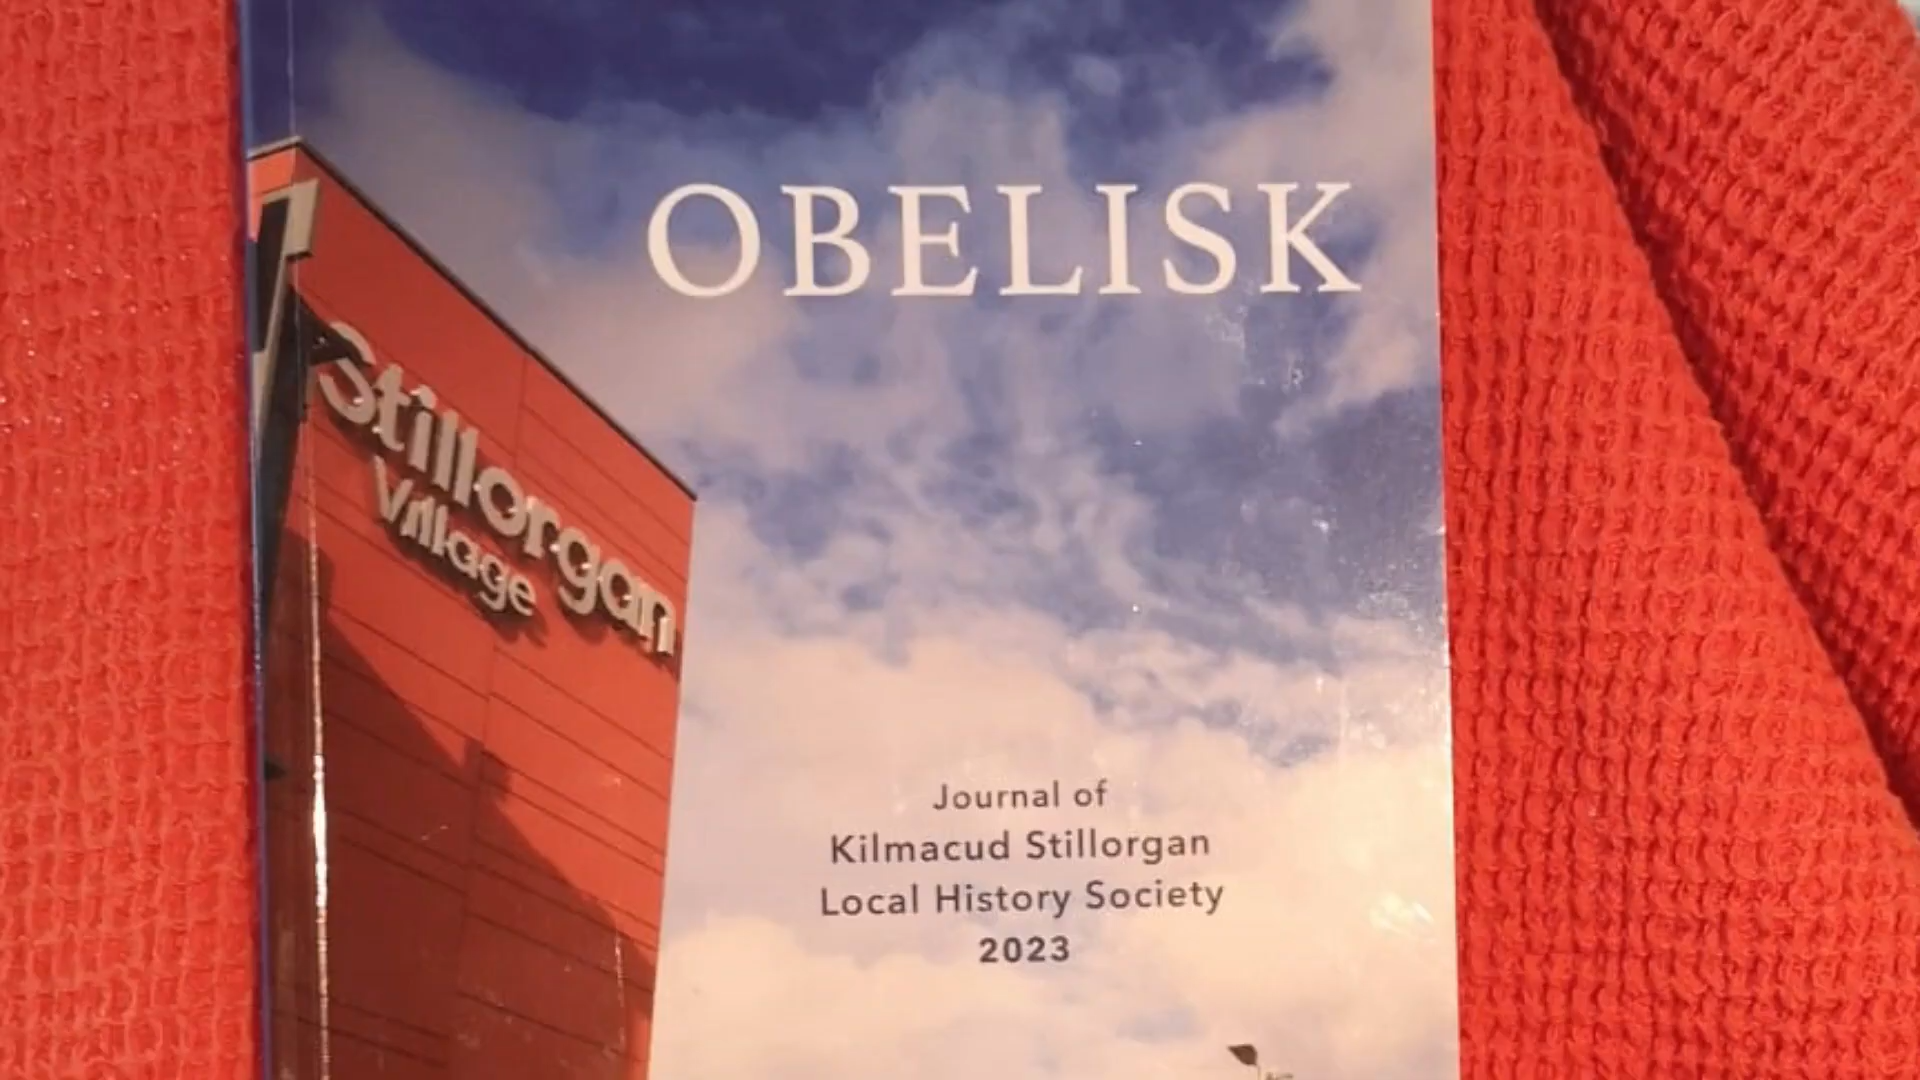 OBELISK
Stillorgan
Village
Journal of
Kilmacud Stillorgan
Local History Society
2023